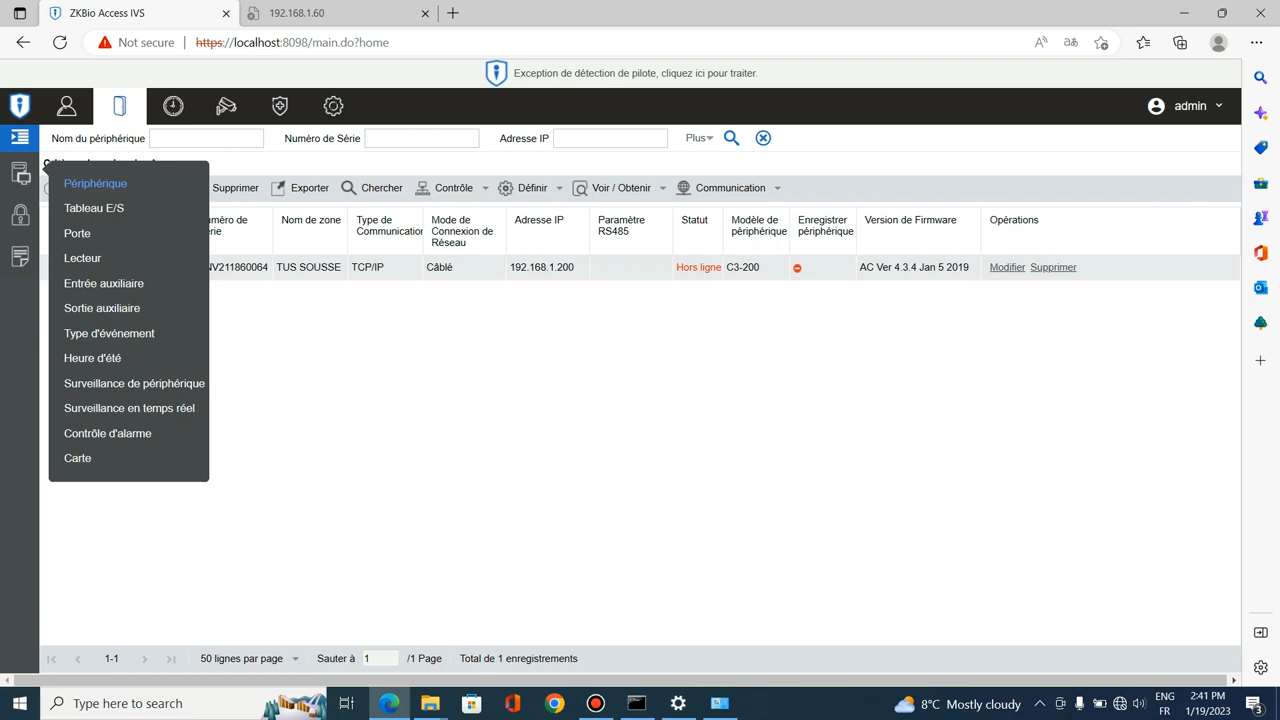 ZKBio Access IVS
192.168.1.60
Not secure
https://localhost:8098/main.do?home
Exception de détection de pilote, cliquez ici pour traiter.
admin
Nom du périphérique
Numéro de Série
Adresse IP
Plus
Périphérique
Tableau E/S
Porte
Lecteur
Entrée auxiliaire
Sortie auxiliaire
Type d'événement
Heure d'été
Surveillance de périphérique
Surveillance en temps réel
Contrôle d'alarme
Carte
Supprimer
Exporter
Chercher
Contrôle
Définir
Voir / Obtenir
Communication
Nom de zone
Type de Communication
Mode de Connexion de Réseau
Adresse IP
Paramètre RS485
Statut
Modèle de périphérique
Enregistrer périphérique
Version de Firmware
Opérations
V211860064
TUS SOUSSE
TCP/IP
Câblé
192.168.1.200
Hors ligne
C3-200
AC Ver 4.3.4 Jan 5 2019
Modifier Supprimer
1-1
50 lignes par page
Sauter à 1 /1 Page
Total de 1 enregistrements
Type here to search
8°C Mostly cloudy
ENG
FR
2:41 PM
1/19/2023
3